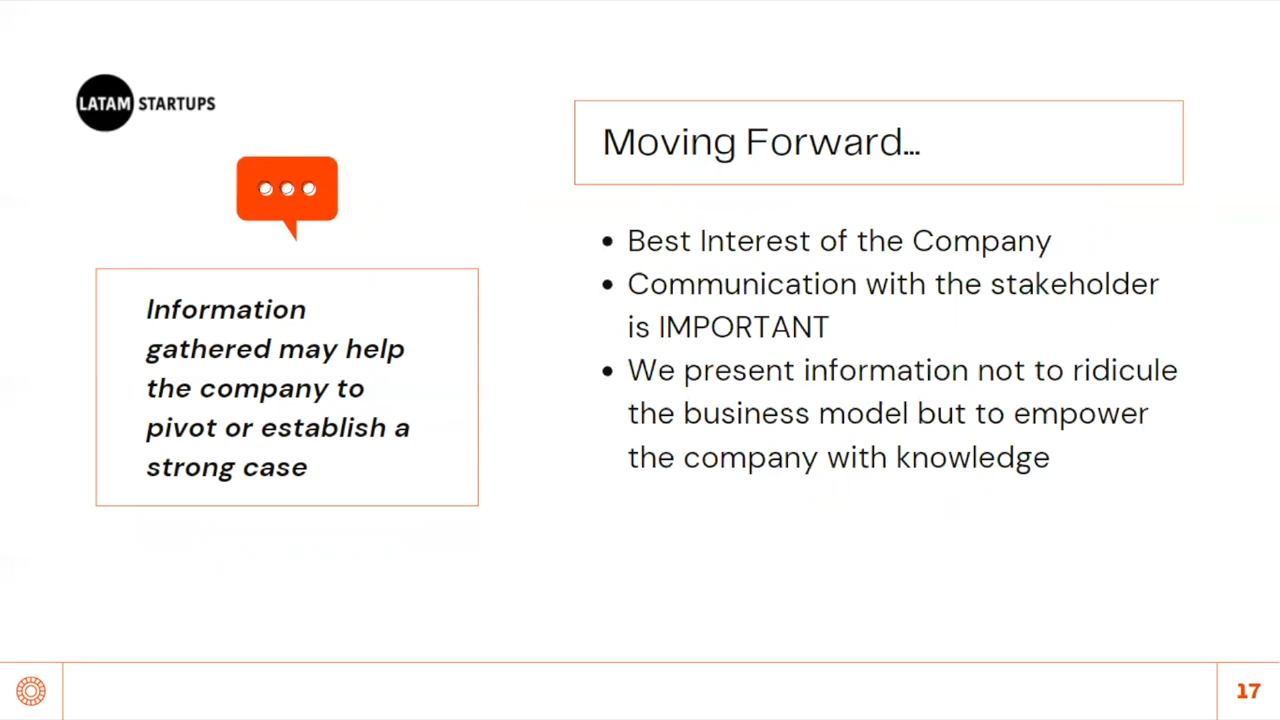 LATAM STARTUPS
Information
gathered may help
the company to
pivot or establish a
strong case
Moving Forward...
• Best Interest of the Company
• Communication with the stakeholder
is IMPORTANT
• We present information not to ridicule
the business model but to empower
the company with knowledge
17